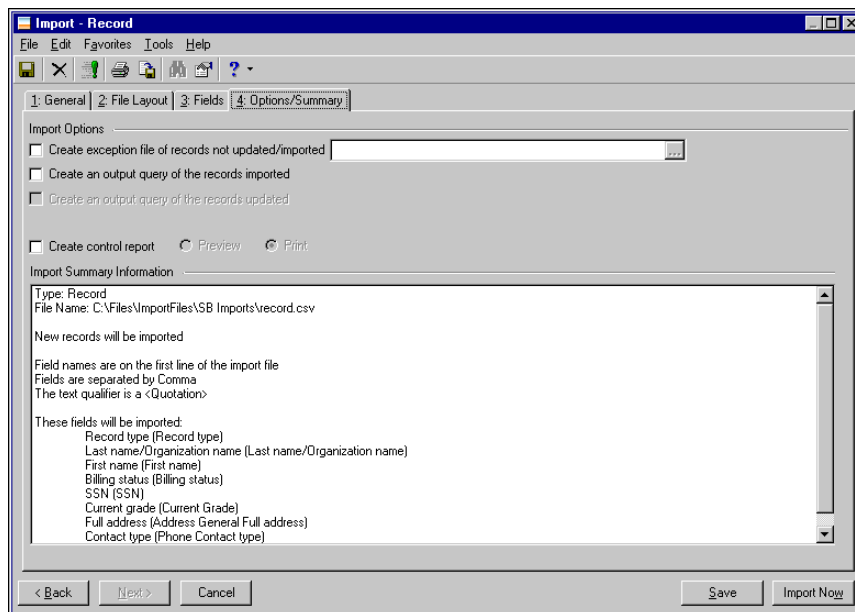 Import - Record
File Edit Favorites Tools Help
1: General 2: File Layout 3: Fields 4: Options/Summary
Import Options
Create exception file of records not updated/imported ...
Create an output query of the records imported
Create an output query of the records updated
Create control report Preview Print
Import Summary Information
Type: Record
File Name: C:\Files\ImportFiles\SB Imports\record.csv
New records will be imported
Field names are on the first line of the import file
Fields are separated by Comma
The text qualifier is a <Quotation>
These fields will be imported:
Record type (Record type)
Last name/Organization name (Last name/Organization name)
First name (First name)
Billing status (Billing status)
SSN (SSN)
Current grade (Current Grade)
Full address (Address General Full address)
Contact type (Phone Contact type)
< Back Next > Cancel Save Import Now